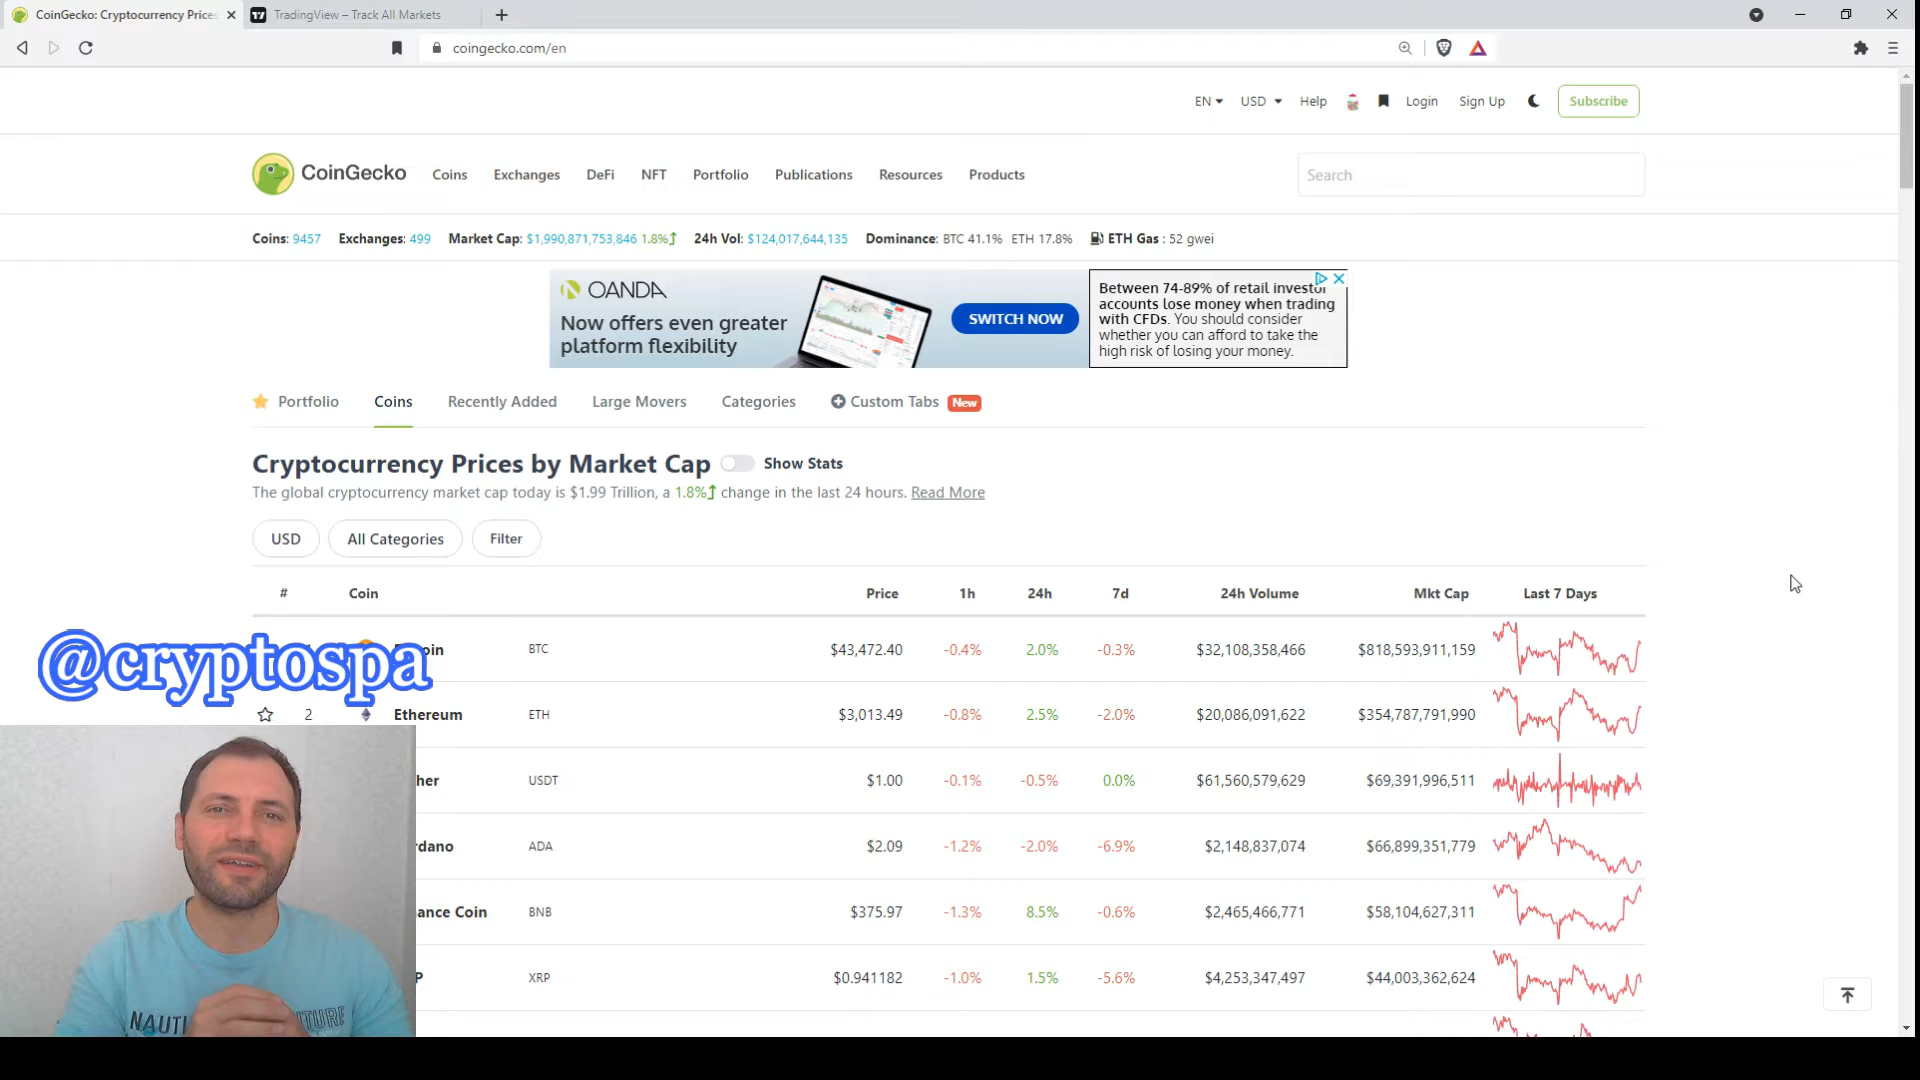 CoinGecko: Cryptocurrency Prices
TradingView – Track All Markets
coingecko.com/en
EN USD Help Login Sign Up Subscribe
CoinGecko Coins Exchanges DeFi NFT Portfolio Publications Resources Products Search
Coins: 9457 Exchanges: 499 Market Cap: $1,990,871,753,846 1.8% 24h Vol: $124,017,644,135 Dominance: BTC 41.1% ETH 17.8% ETH Gas : 52 gwei
OANDA
Now offers even greater
platform flexibility
SWITCH NOW
Between 74-89% of retail investor
accounts lose money when trading
with CFDs. You should consider
whether you can afford to take the
high risk of losing your money.
Portfolio Coins Recently Added Large Movers Categories Custom Tabs New
Cryptocurrency Prices by Market Cap Show Stats
The global cryptocurrency market cap today is $1.99 Trillion, a 1.8% change in the last 24 hours. Read More
USD All Categories Filter
# Coin Price 1h 24h 7d 24h Volume Mkt Cap Last 7 Days
oin BTC $43,472.40 -0.4% 2.0% -0.3% $32,108,358,466 $818,593,911,159
@cryptospa
2 Ethereum ETH $3,013.49 -0.8% 2.5% -2.0% $20,086,091,622 $354,787,791,990
her USDT $1.00 -0.1% -0.5% 0.0% $61,560,579,629 $69,391,996,511
rdano ADA $2.09 -1.2% -2.0% -6.9% $2,148,837,074 $66,899,351,779
ance Coin BNB $375.97 -1.3% 8.5% -0.6% $2,465,466,771 $58,104,627,311
P XRP $0.941182 -1.0% 1.5% -5.6% $4,253,347,497 $44,003,362,624
NAUTI TURE